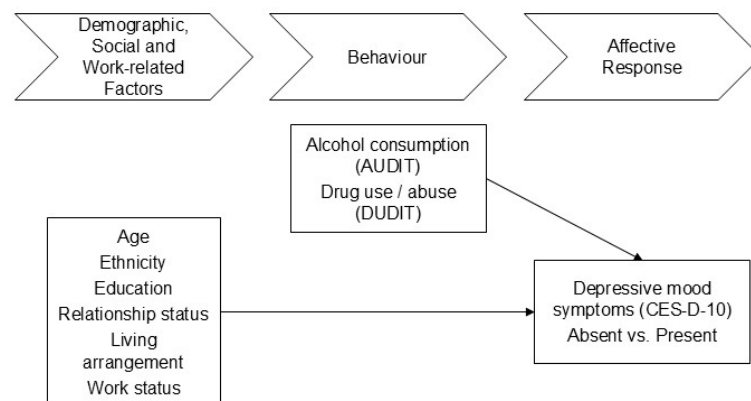 Demographic,
Social and
Work-related
Factors
Behaviour
Affective
Response
Alcohol consumption
(AUDIT)
Drug use / abuse
(DUDIT)
Age
Ethnicity
Education
Relationship status
Living
arrangement
Work status
Depressive mood
symptoms (CES-D-10)
Absent vs. Present